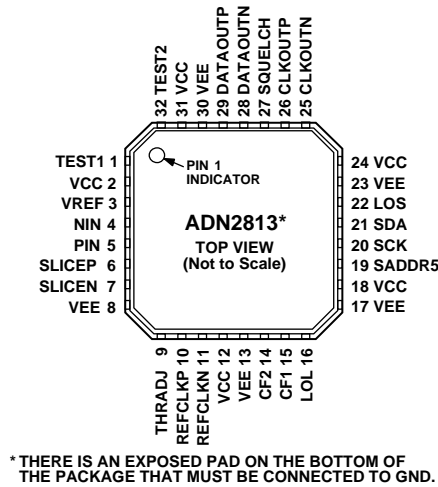 32 TEST2
31 VCC
30 VEE
29 DATAOUTP
28 DATAOUTN
27 SQUELCH
26 CLKOUTP
25 CLKOUTN
TEST1 1
VCC 2
VREF 3
NIN 4
PIN 5
SLICEP 6
SLICEN 7
VEE 8
PIN 1
INDICATOR
ADN2813*
TOP VIEW
(Not to Scale)
24 VCC
23 VEE
22 LOS
21 SDA
20 SCK
19 SADDR5
18 VCC
17 VEE
THRADJ 9
REFCLKP 10
REFCLKN 11
VCC 12
VEE 13
CF2 14
CF1 15
LOL 16
* THERE IS AN EXPOSED PAD ON THE BOTTOM OF
THE PACKAGE THAT MUST BE CONNECTED TO GND.